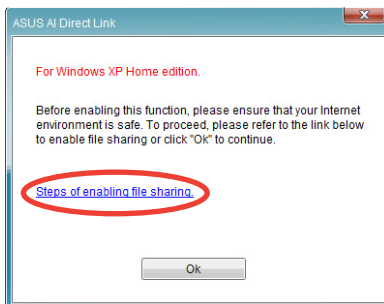 ASUS AI Direct Link
For Windows XP Home edition.
Before enabling this function, please ensure that your Internet
environment is safe. To proceed, please refer to the link below
to enable file sharing or click "Ok" to continue.
Steps of enabling file sharing.
Ok